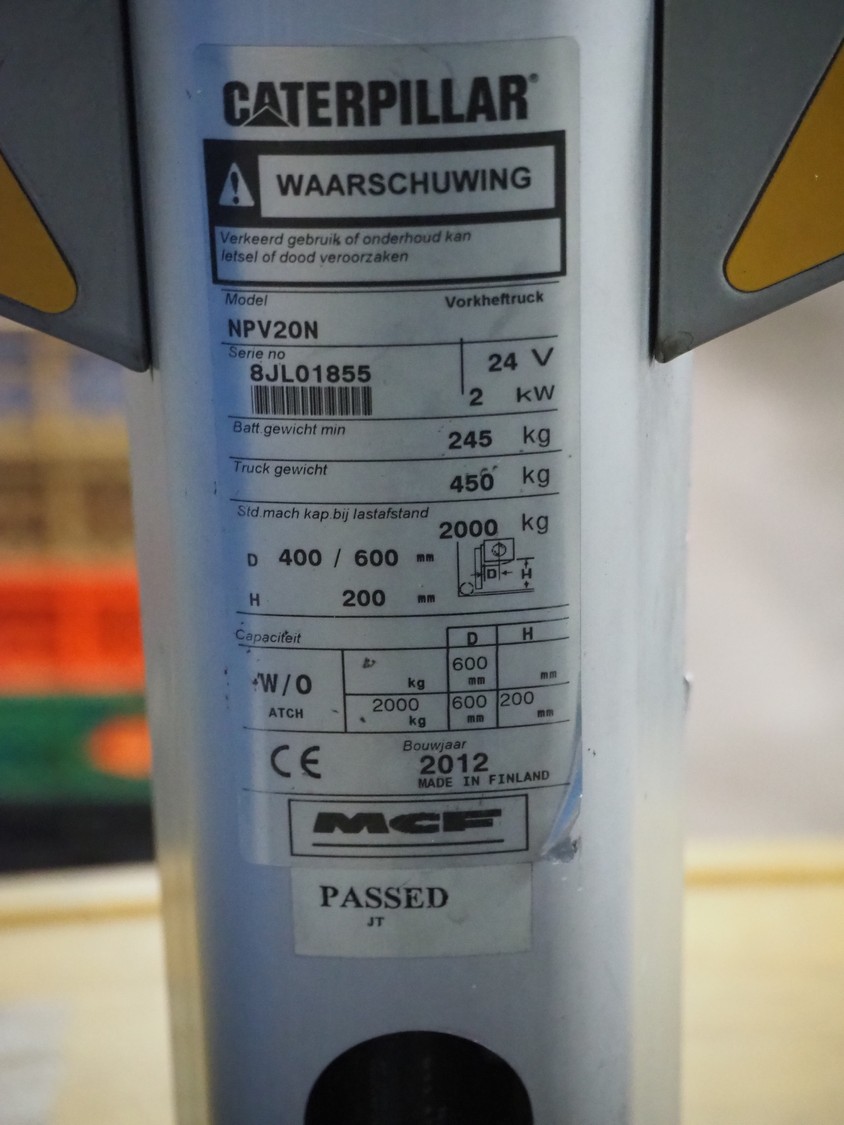 CATERPILLAR®
WAARSCHUWING
Verkeerd gebruik of onderhoud kan
letsel of dood veroorzaken
Model Vorkheftruck
NPV20N
Serie no 24 V
8JL01855
2 kW
Batt.gewicht min 245 kg
Truck gewicht 450 kg
Std.mach kap.bij lastafstand 2000 kg
D 400 / 600 mm
D H
H 200 mm
Capaciteit D H
W/O kg 600 mm mm
ATCH 2000 kg 600 mm 200 mm
CE Bouwjaar
2012
MADE IN FINLAND
MCF
PASSED
JT